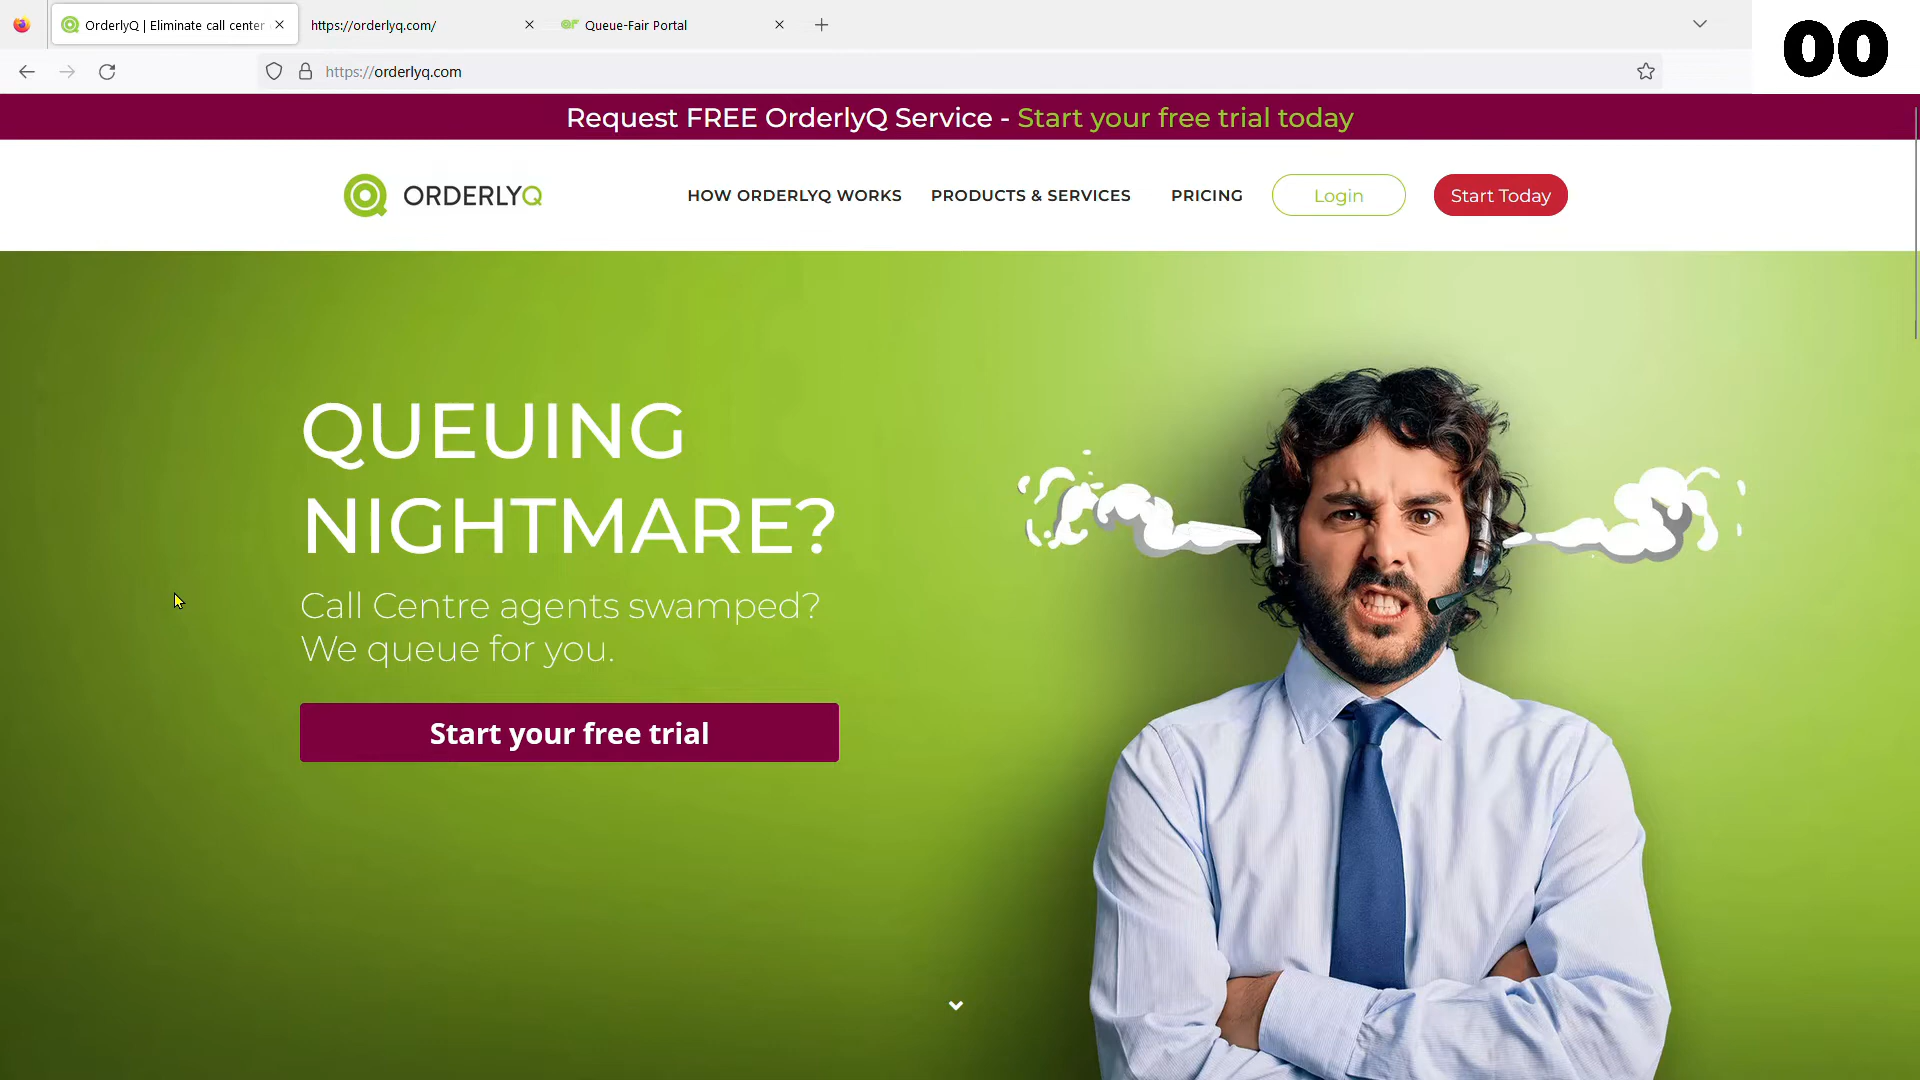 OrderlyQ | Eliminate call center
https://orderlyq.com/
Queue-Fair Portal
00
https://orderlyq.com
Request FREE OrderlyQ Service - Start your free trial today
ORDERLYQ
HOW ORDERLYQ WORKS
PRODUCTS & SERVICES
PRICING
Login
Start Today
QUEUING
NIGHTMARE?
Call Centre agents swamped?
We queue for you.
Start your free trial